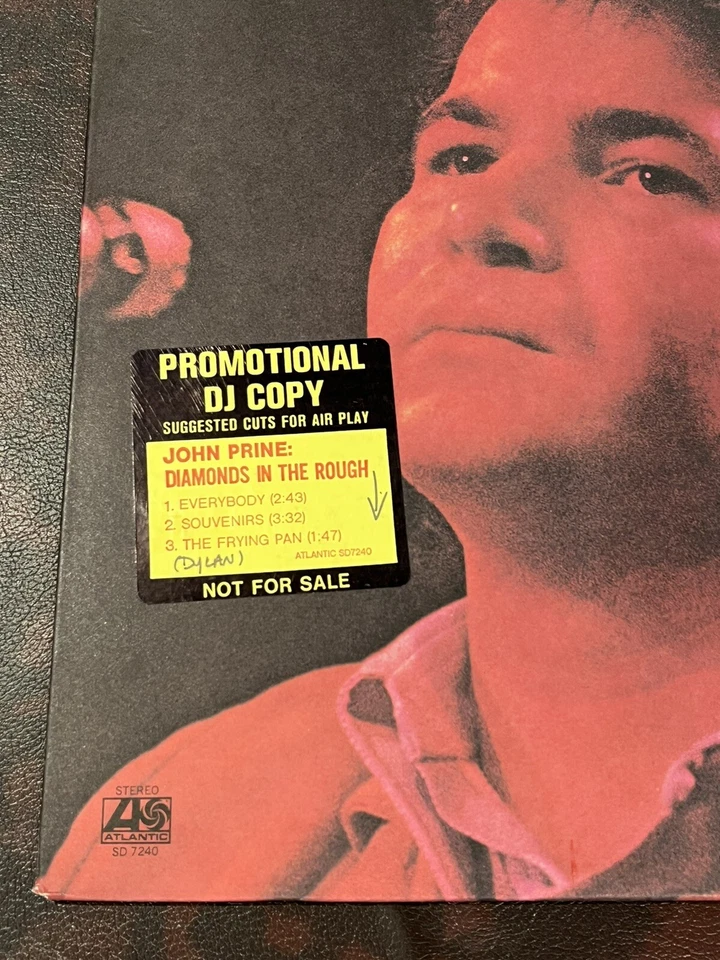 PROMOTIONAL
DJ COPY
SUGGESTED CUTS FOR AIR PLAY
JOHN PRINE:
DIAMONDS IN THE ROUGH
1. EVERYBODY (2:43)
2. SOUVENIRS (3:32)
3. THE FRYING PAN (1:47)
(DYLAN)
ATLANTIC SD7240
NOT FOR SALE
STEREO
ATLANTIC
SD 7240